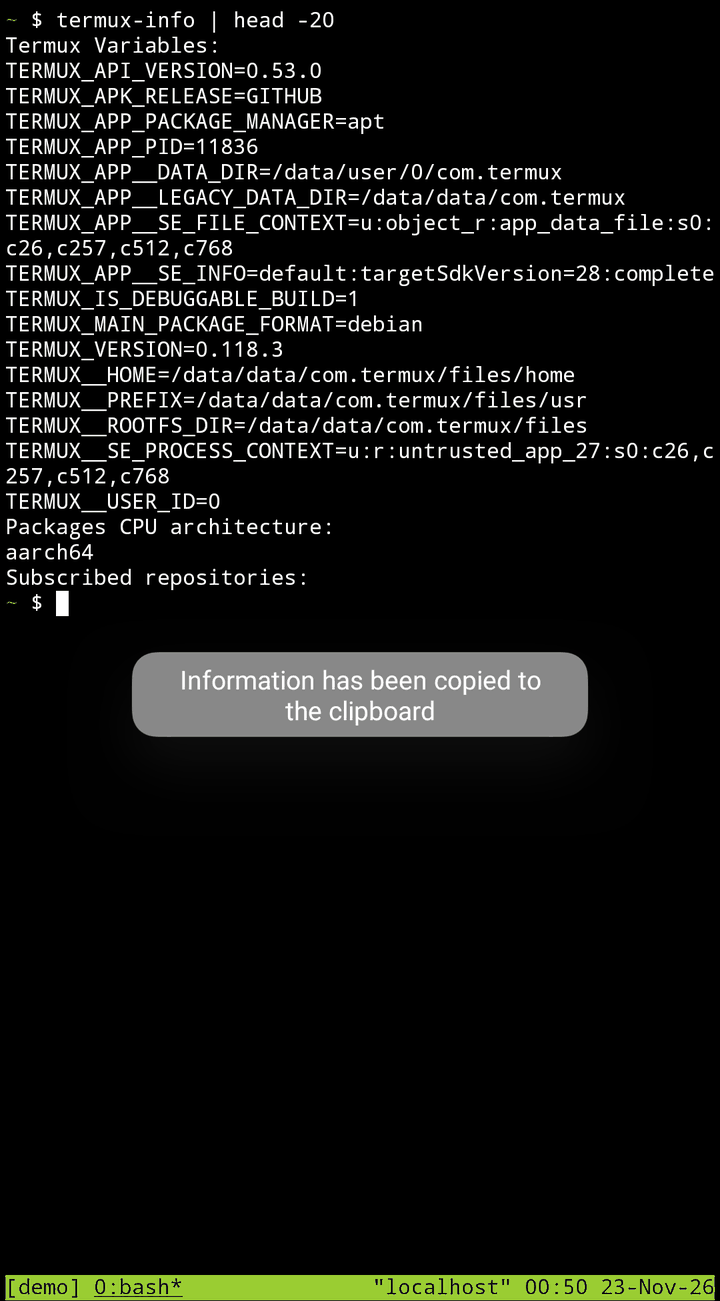 ~ $ termux-info | head -20
Termux Variables:
TERMUX_API_VERSION=0.53.0
TERMUX_APK_RELEASE=GITHUB
TERMUX_APP_PACKAGE_MANAGER=apt
TERMUX_APP_PID=11836
TERMUX_APP__DATA_DIR=/data/user/0/com.termux
TERMUX_APP__LEGACY_DATA_DIR=/data/data/com.termux
TERMUX_APP__SE_FILE_CONTEXT=u:object_r:app_data_file:s0:
c26,c257,c512,c768
TERMUX_APP__SE_INFO=default:targetSdkVersion=28:complete
TERMUX_IS_DEBUGGABLE_BUILD=1
TERMUX_MAIN_PACKAGE_FORMAT=debian
TERMUX_VERSION=0.118.3
TERMUX__HOME=/data/data/com.termux/files/home
TERMUX__PREFIX=/data/data/com.termux/files/usr
TERMUX__ROOTFS_DIR=/data/data/com.termux/files
TERMUX__SE_PROCESS_CONTEXT=u:r:untrusted_app_27:s0:c26,c
257,c512,c768
TERMUX__USER_ID=0
Packages CPU architecture:
aarch64
Subscribed repositories:
~ $
Information has been copied to
the clipboard
[demo] 0:bash* "localhost" 00:50 23-Nov-26